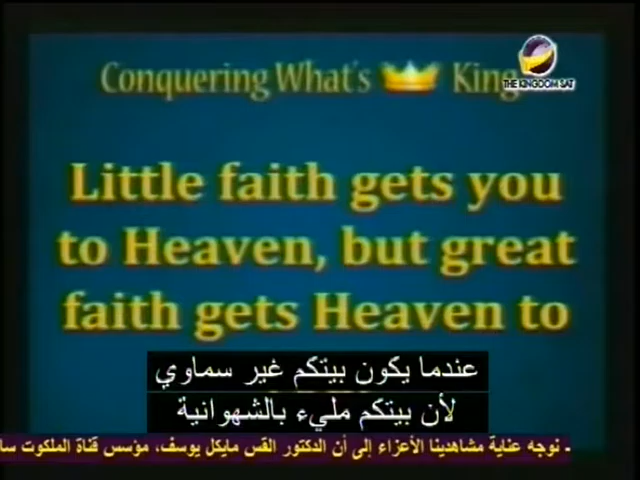 Conquering What's King
THE KINGDOM SAT
Little faith gets you
to Heaven, but great
faith gets Heaven to
عندما يكون بيتكم غير سماوي
لأن بيتكم مليء بالشهوانية
- نوجه عناية مشاهدينا الأعزاء إلى أن الدكتور القس مايكل يوسف، مؤسس قناة الملكوت سا